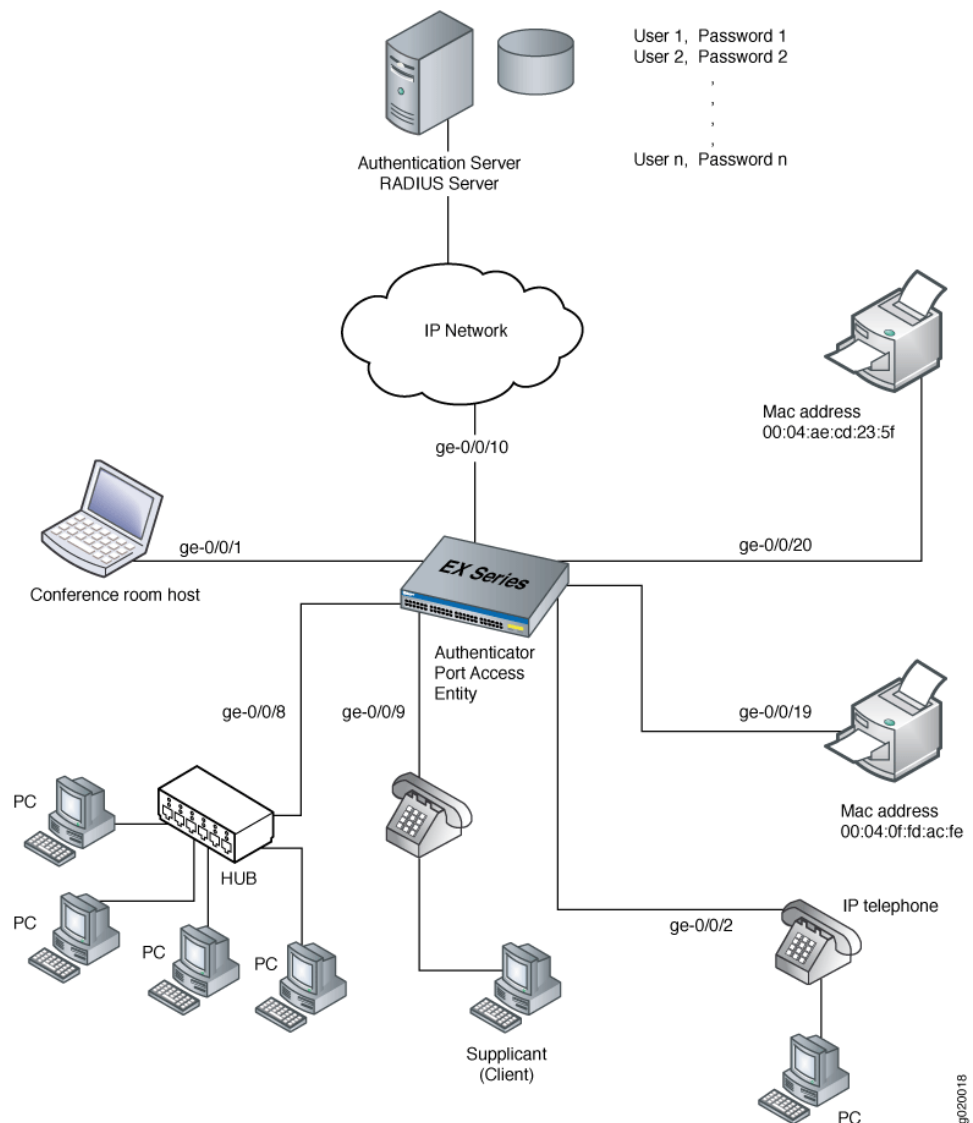 User 1, Password 1
User 2, Password 2
,
,
,
,
User n, Password n
Authentication Server
RADIUS Server
IP Network
Mac address
00:04:ae:cd:23:5f
ge-0/0/10
ge-0/0/1
ge-0/0/20
EX Series
Conference room host
Authenticator
Port Access
Entity
ge-0/0/8
ge-0/0/9
ge-0/0/19
PC
Mac address
00:04:0f:fd:ac:fe
HUB
PC
PC
PC
IP telephone
ge-0/0/2
Supplicant
(Client)
PC
g020018